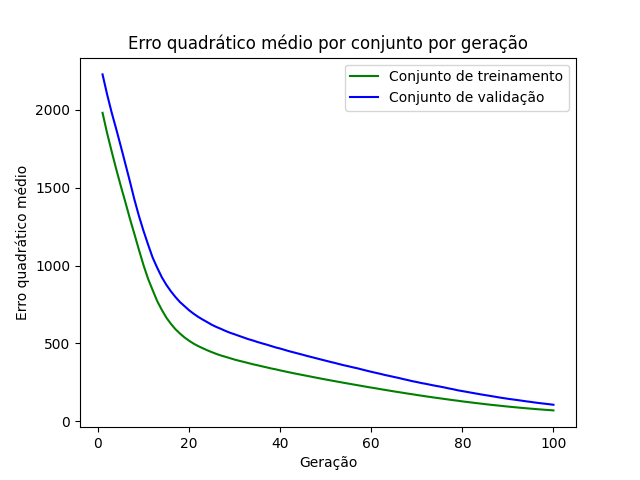 Erro quadrático médio por conjunto por geração
Conjunto de treinamento
Conjunto de validação
Erro quadrático médio
2000
1500
1000
500
0
0 20 40 60 80 100
Geração